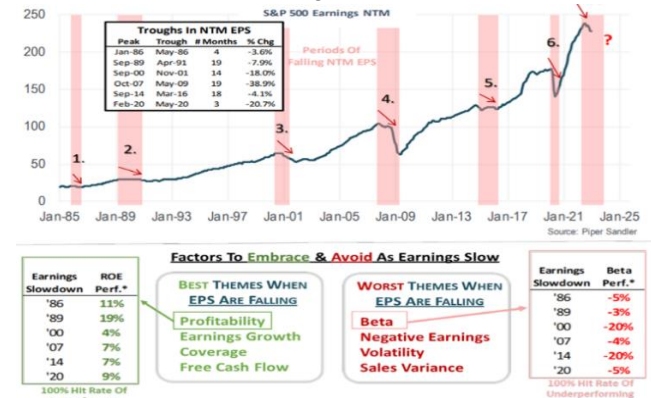 S&P 500 Earnings NTM
250
200
150
100
50
0
Troughs In NTM EPS
Peak Trough # Months % Chg
Jan-86 May-86 4 -3.6%
Sep-89 Apr-91 19 -7.9%
Sep-00 Nov-01 14 -18.0%
Oct-07 May-09 19 -38.9%
Sep-14 Mar-16 18 -4.1%
Feb-20 May-20 3 -20.7%
Periods Of
Falling NTM EPS
1.
2.
3.
4.
5.
6.
?
Jan-85 Jan-89 Jan-93 Jan-97 Jan-01 Jan-05 Jan-09 Jan-13 Jan-17 Jan-21 Jan-25
Source: Piper Sandler
Factors To Embrace & Avoid As Earnings Slow
Earnings Slowdown ROE Perf.*
'86 11%
'89 19%
'00 4%
'07 7%
'14 7%
'20 9%
100% Hit Rate Of
BEST THEMES WHEN
EPS ARE FALLING
Profitability
Earnings Growth
Coverage
Free Cash Flow
WORST THEMES WHEN
EPS ARE FALLING
Beta
Negative Earnings
Volatility
Sales Variance
Earnings Slowdown Beta Perf.*
'86 -5%
'89 -3%
'00 -20%
'07 -4%
'14 -20%
'20 -5%
100% Hit Rate Of
Underperforming